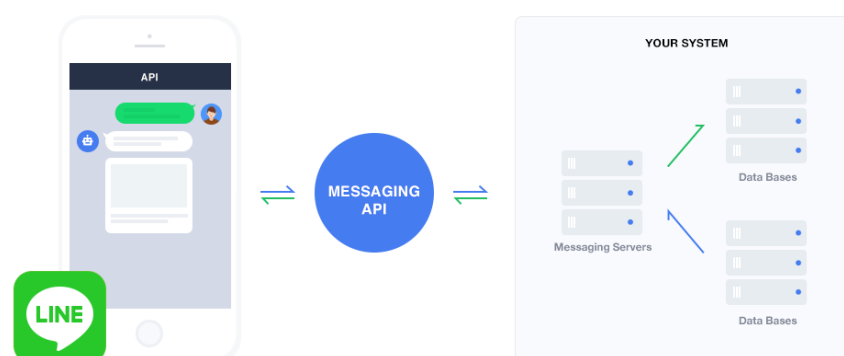 API
LINE
MESSAGING
API
YOUR SYSTEM
Messaging Servers
Data Bases
Data Bases